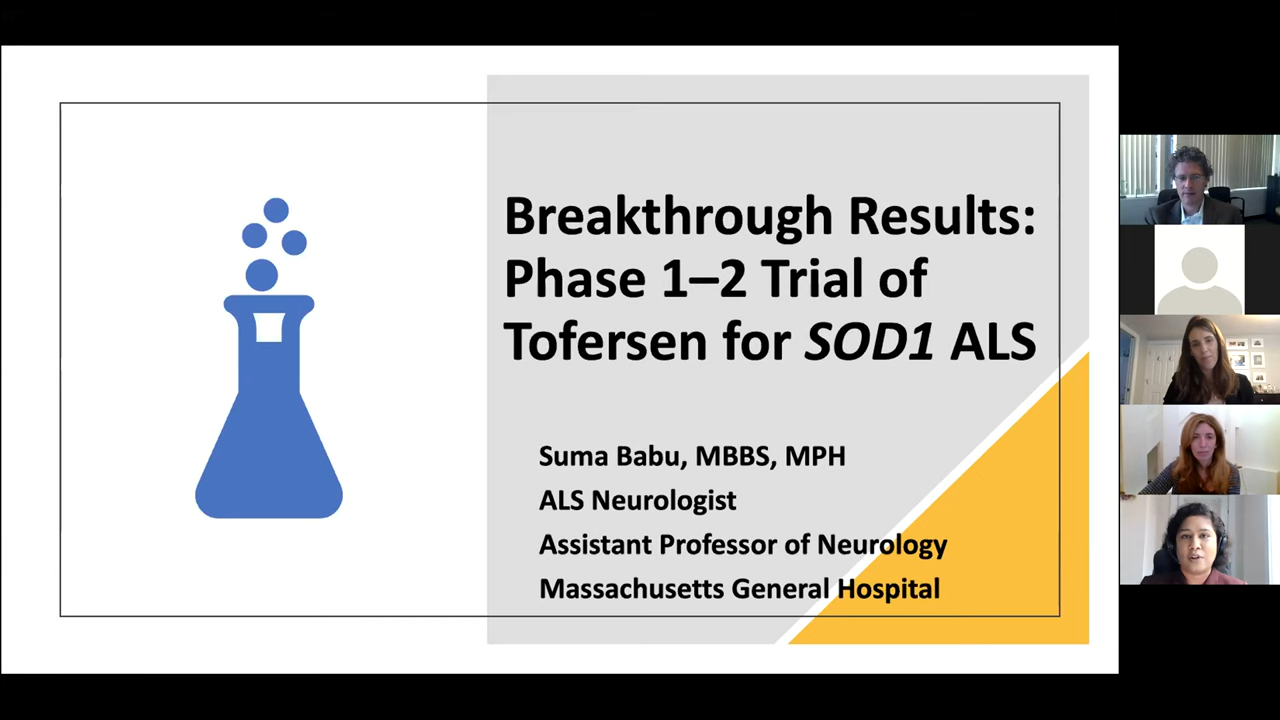 Breakthrough Results:
Phase 1–2 Trial of
Tofersen for SOD1 ALS
Suma Babu, MBBS, MPH
ALS Neurologist
Assistant Professor of Neurology
Massachusetts General Hospital